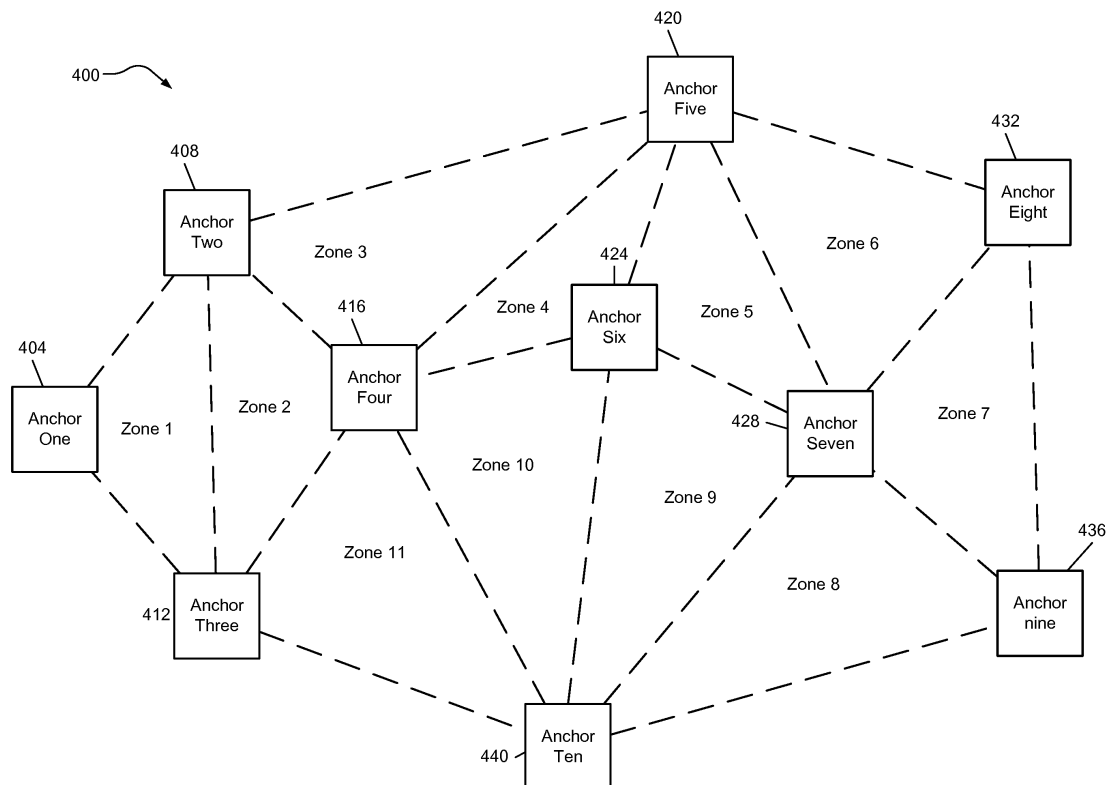 420
400
Anchor
Five
432
408
Anchor
Eight
Anchor
Two
Zone 3
Zone 6
424
416
Zone 4
Zone 5
Anchor
Six
404
Anchor
Four
Zone 2
Zone 7
Anchor
One
Zone 1
428
Anchor
Seven
Zone 10
Zone 9
436
Zone 11
Zone 8
412
Anchor
Three
Anchor
nine
440
Anchor
Ten